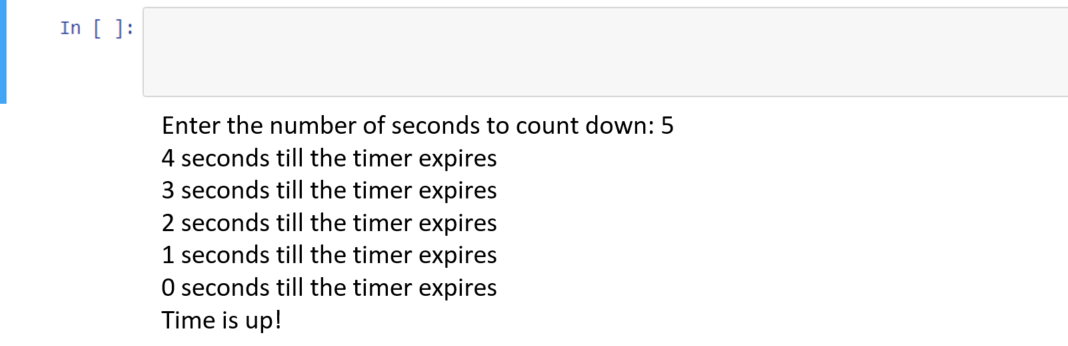 In [ ]:
Enter the number of seconds to count down: 5
4 seconds till the timer expires
3 seconds till the timer expires
2 seconds till the timer expires
1 seconds till the timer expires
0 seconds till the timer expires
Time is up!